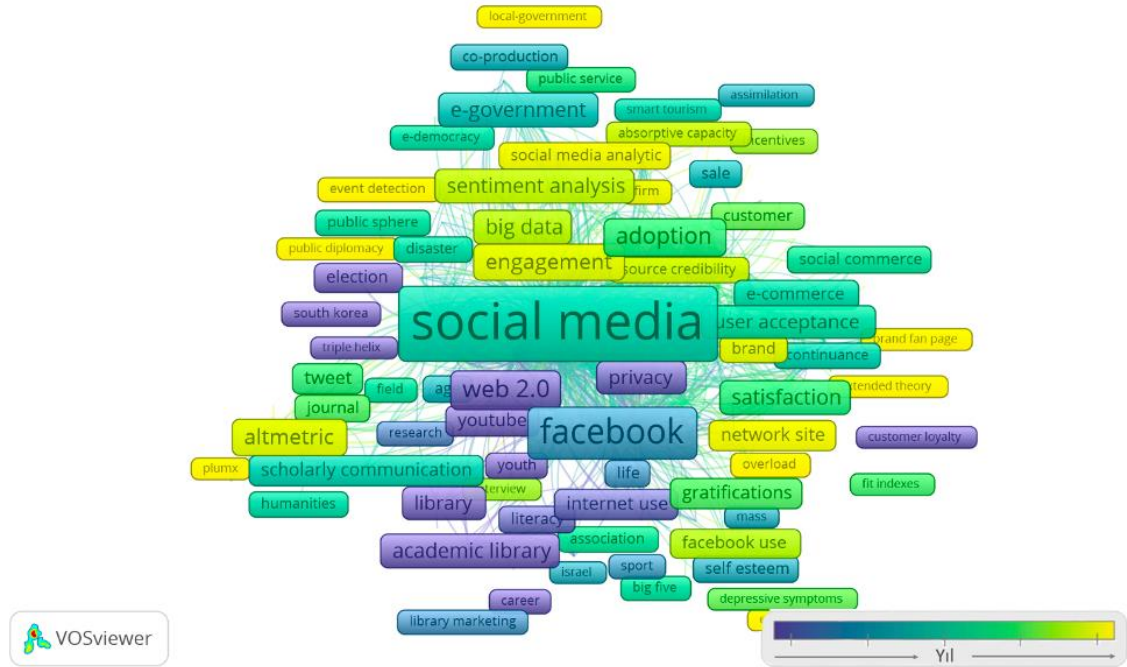 local-government
co-production
public service
e-government
smart tourism
assimilation
e-democracy
absorptive capacity
incentives
social media analytic
sale
event detection
sentiment analysis
firm
public sphere
big data
customer
public diplomacy
disaster
adoption
engagement
source credibility
social commerce
election
e-commerce
south korea
social media
user acceptance
triple helix
brand
brand fan page
continuance
tweet
field
age
web 2.0
privacy
extended theory
journal
satisfaction
youtube
altmetric
research
facebook
network site
customer loyalty
plumx
scholarly communication
youth
life
overload
fit indexes
humanities
library
internet use
gratifications
literacy
mass
association
academic library
facebook use
israel
sport
self esteem
big five
career
depressive symptoms
library marketing
VOSviewer
Yıl